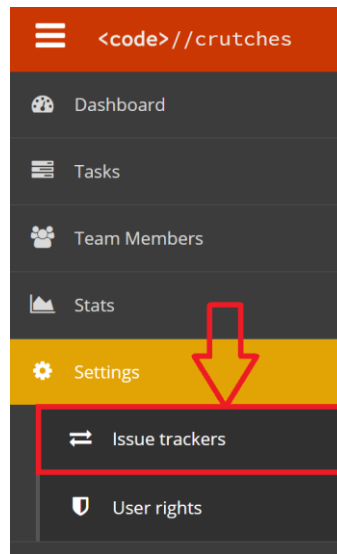 <code>//crutches
Dashboard
Tasks
Team Members
Stats
Settings
Issue trackers
User rights